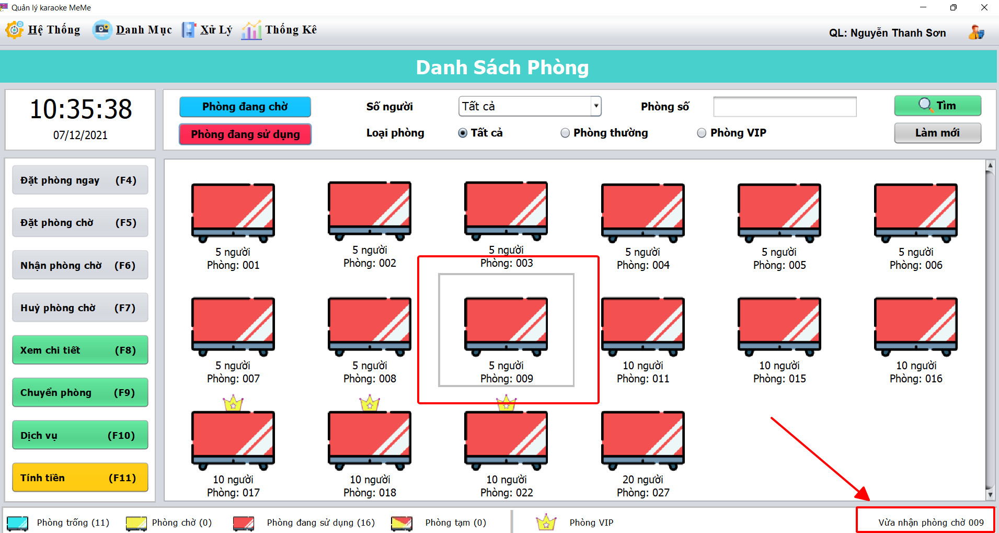 Quản lý karaoke MeMe
Hệ Thống Danh Mục Xử Lý Thống Kê
QL: Nguyễn Thanh Sơn
Danh Sách Phòng
10:35:38
07/12/2021
Phòng đang chờ
Phòng đang sử dụng
Số người
Tất cả
Phòng số
Tìm
Loại phòng
Tất cả
Phòng thường
Phòng VIP
Làm mới
Đặt phòng ngay (F4)
Đặt phòng chờ (F5)
Nhận phòng chờ (F6)
Huỷ phòng chờ (F7)
Xem chi tiết (F8)
Chuyển phòng (F9)
Dịch vụ (F10)
Tính tiền (F11)
5 người
Phòng: 001
5 người
Phòng: 002
5 người
Phòng: 003
5 người
Phòng: 004
5 người
Phòng: 005
5 người
Phòng: 006
5 người
Phòng: 007
5 người
Phòng: 008
5 người
Phòng: 009
10 người
Phòng: 011
10 người
Phòng: 015
10 người
Phòng: 016
10 người
Phòng: 017
10 người
Phòng: 018
10 người
Phòng: 022
20 người
Phòng: 027
Phòng trống (11)
Phòng chờ (0)
Phòng đang sử dụng (16)
Phòng tạm (0)
Phòng VIP
Vừa nhận phòng chờ 009